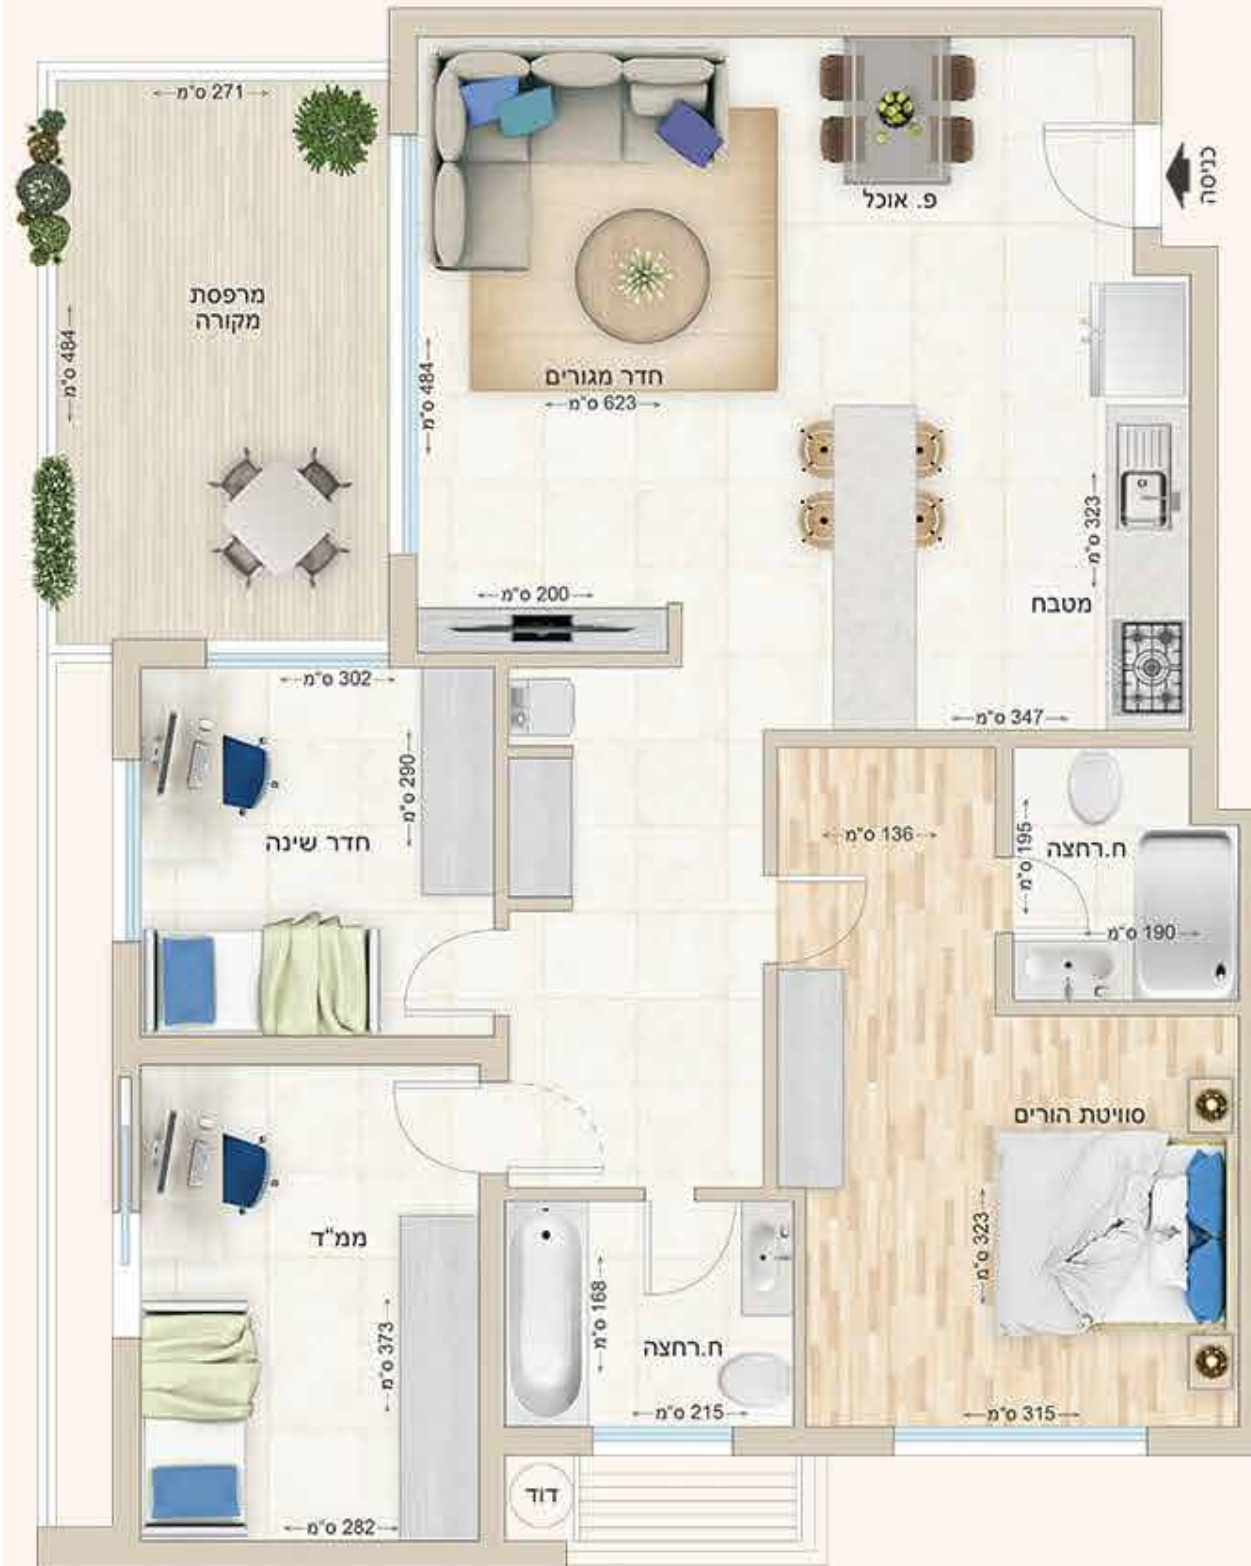 271 ס"מ
כניסה
פ. אוכל
מרפסת
מקורה
484 ס"מ
484 ס"מ
חדר מגורים
623 ס"מ
323 ס"מ
200 ס"מ
מטבח
302 ס"מ
347 ס"מ
290 ס"מ
136 ס"מ
195 ס"מ
ח.רחצה
חדר שינה
190 ס"מ
סוויטת הורים
ממ"ד
323 ס"מ
168 ס"מ
373 ס"מ
ח.רחצה
215 ס"מ
315 ס"מ
דוד
282 ס"מ